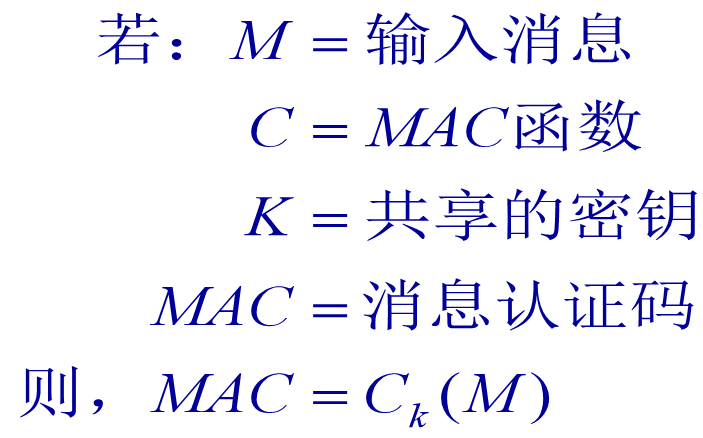 若：M = 输入消息
C = MAC函数
K = 共享的密钥
MAC = 消息认证码
则，MAC = Cₖ(M)